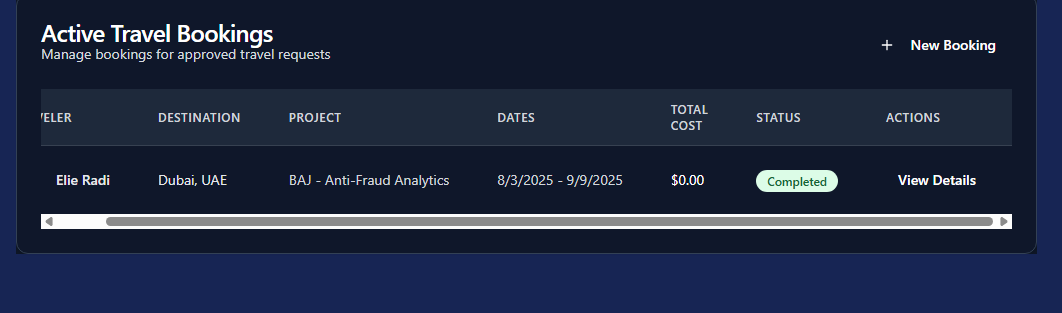 Active Travel Bookings
Manage bookings for approved travel requests
+ New Booking
VELER DESTINATION PROJECT DATES TOTAL COST STATUS ACTIONS
Elie Radi Dubai, UAE BAJ - Anti-Fraud Analytics 8/3/2025 - 9/9/2025 $0.00 Completed View Details